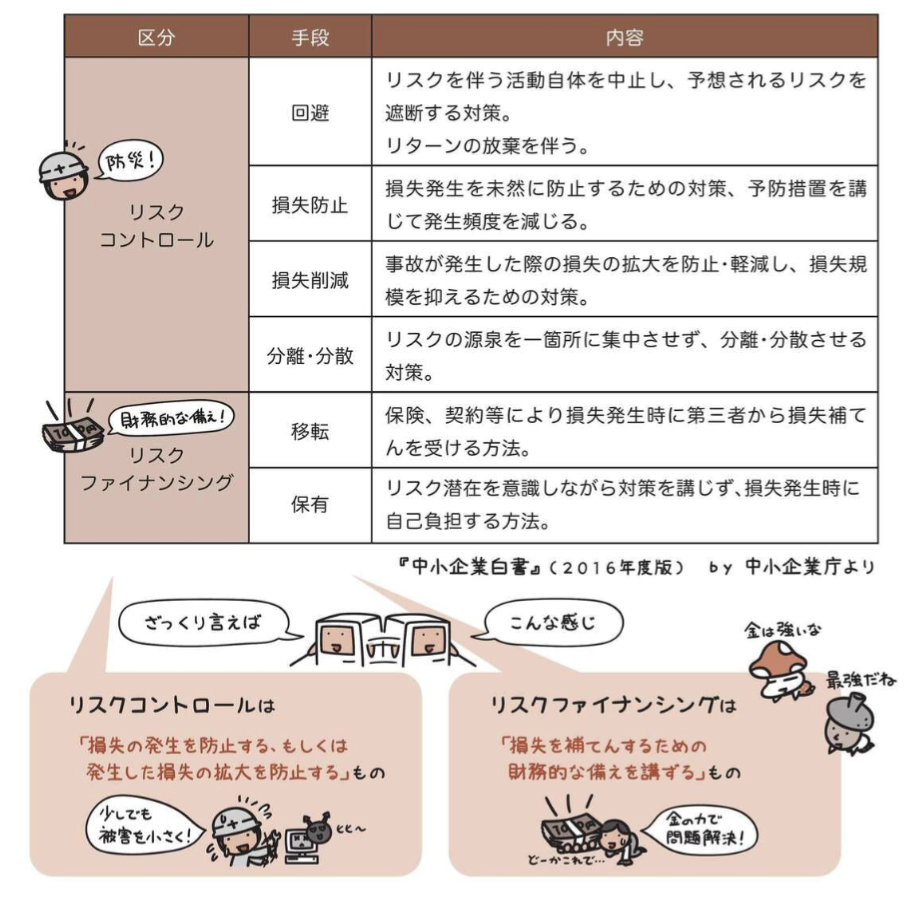 区分 手段 内容
防災！
リスク
コントロール
回避
リスクを伴う活動自体を中止し、予想されるリスクを
遮断する対策。
リターンの放棄を伴う。
損失防止
損失発生を未然に防止するための対策、予防措置を講
じて発生頻度を減じる。
損失削減
事故が発生した際の損失の拡大を防止･軽減し、損失規
模を抑えるための対策。
分離･分散
リスクの源泉を一箇所に集中させず、分離･分散させる
対策。
財務的な備え！
リスク
ファイナンシング
移転
保険、契約等により損失発生時に第三者から損失補て
んを受ける方法。
保有
リスク潜在を意識しながら対策を講じず､損失発生時に
自己負担する方法。
『中小企業白書』（2016年度版） by 中小企業庁より
ざっくり言えば
こんな感じ
金は強いな
最強だね
リスクコントロールは
「損失の発生を防止する、もしくは
発生した損失の拡大を防止する」もの
少しでも
被害を小さく！
ヒヒ〜
リスクファイナンシングは
「損失を補てんするための
財務的な備えを講ずる」もの
金の力で
問題解決！
どーかこれで…